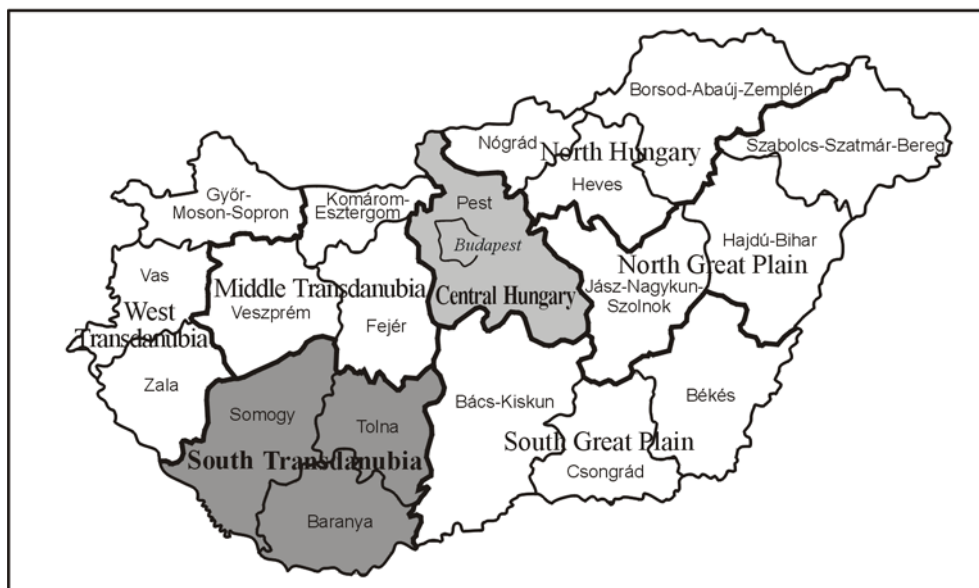 Borsod-Abaúj-Zemplén
Nógrád
North Hungary
Szabolcs-Szatmár-Bereg
Heves
Győr-
Moson-Sopron
Komárom-
Esztergom
Pest
Budapest
Hajdú-Bihar
North Great Plain
Vas
Middle Transdanubia
Veszprém
Central Hungary
Jász-Nagykun-
Szolnok
West
Transdanubia
Fejér
Zala
Somogy
Tolna
Bács-Kiskun
Békés
South Great Plain
South Transdanubia
Csongrád
Baranya